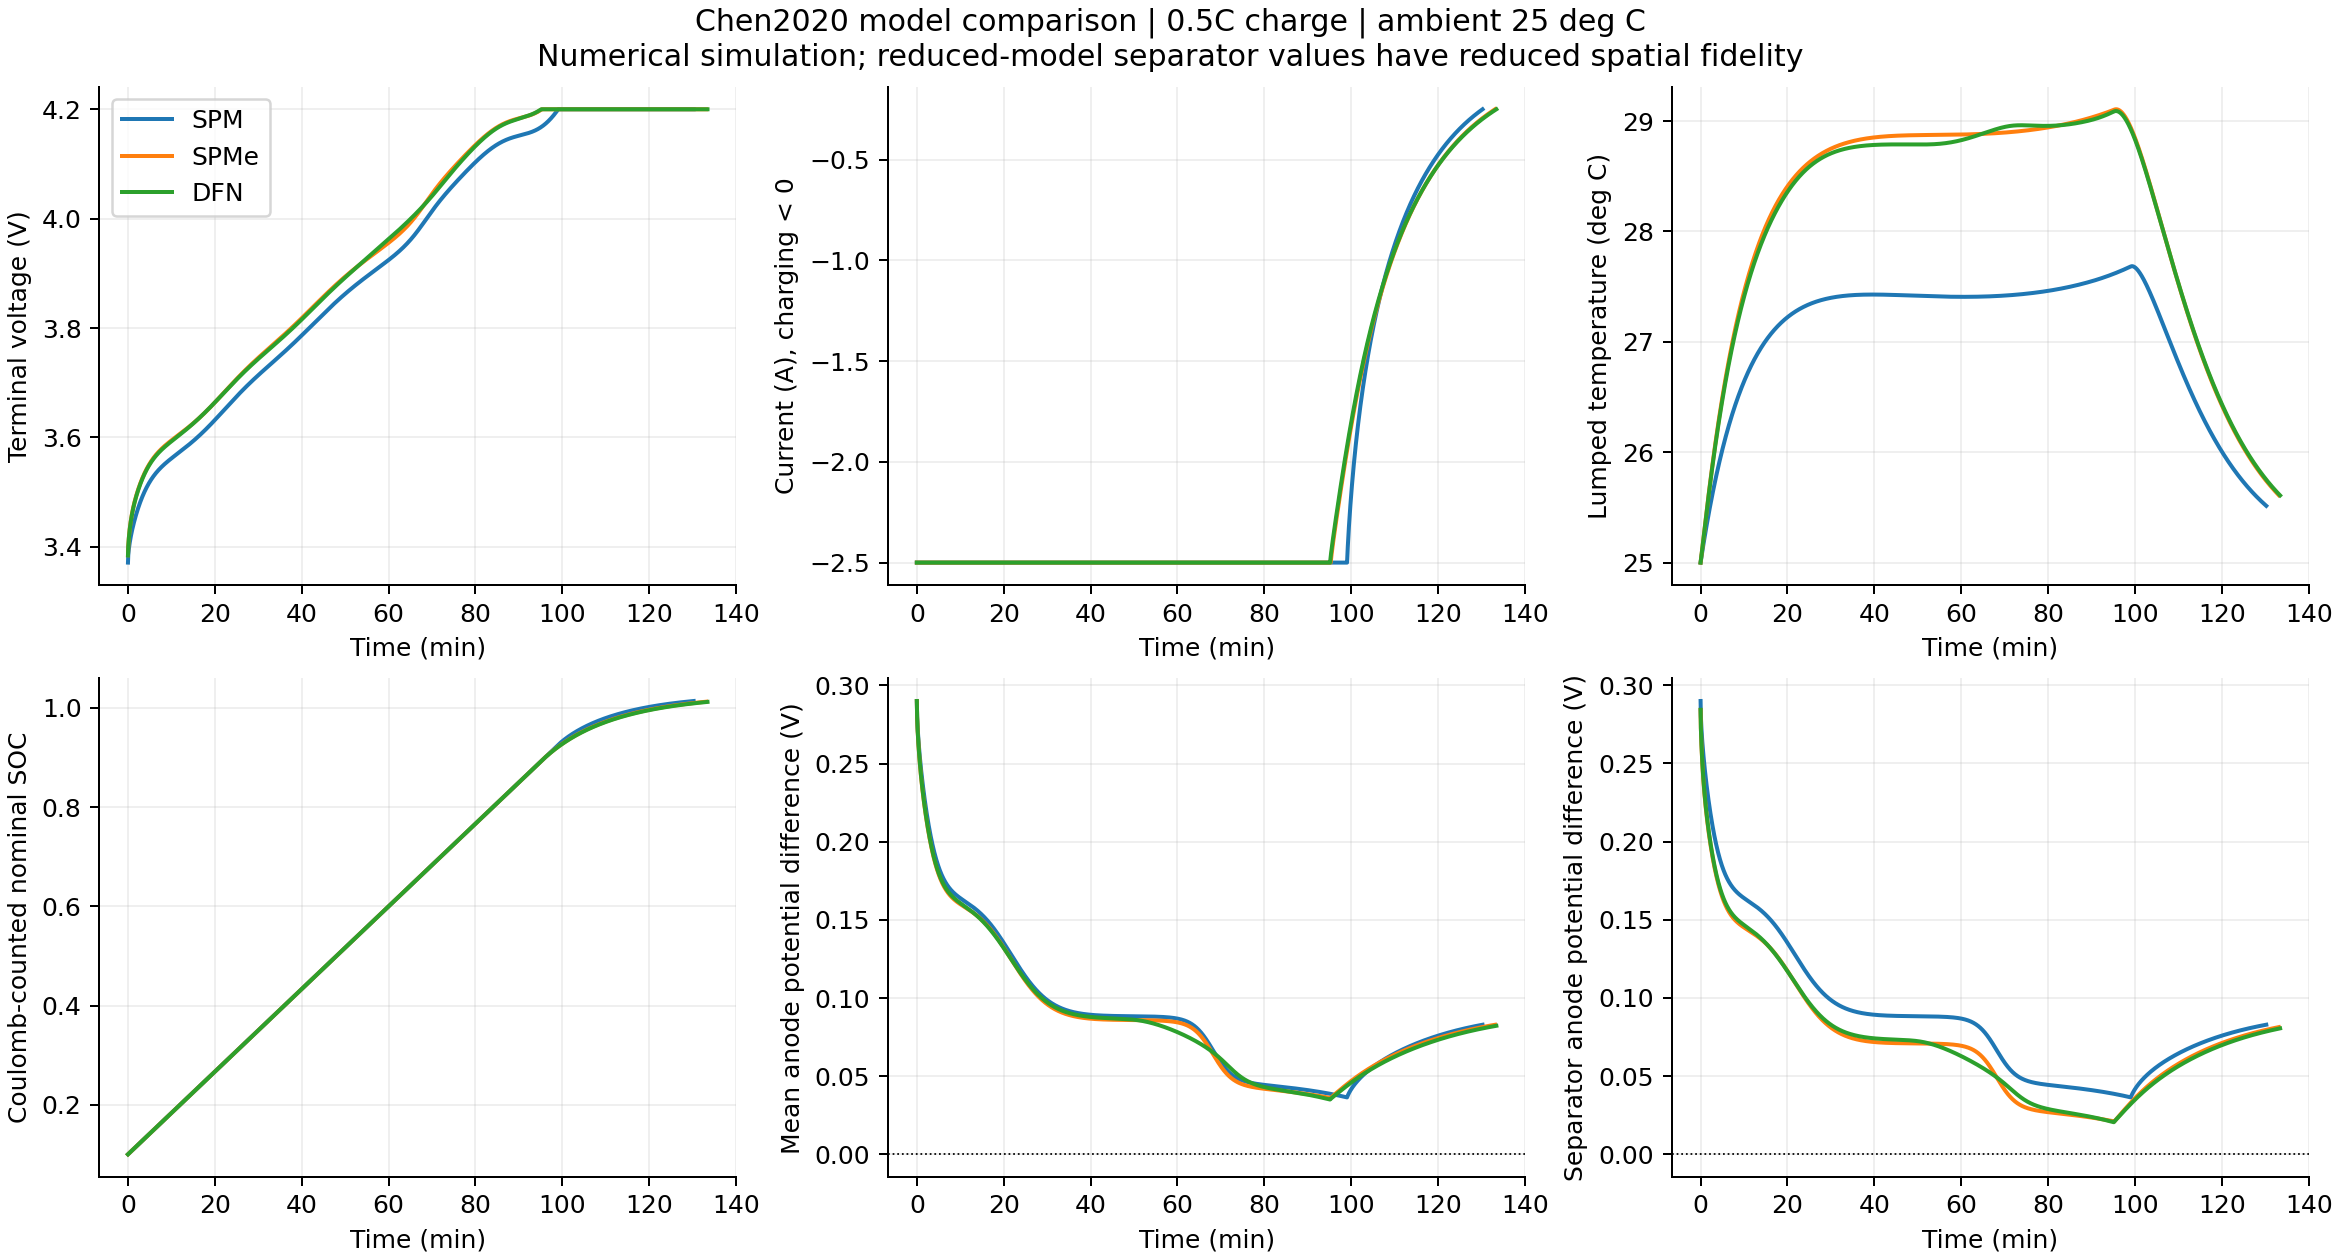 Chen2020 model comparison | 0.5C charge | ambient 25 deg C
Numerical simulation; reduced-model separator values have reduced spatial fidelity
Terminal voltage (V)
4.2
4.0
3.8
3.6
3.4
SPM
SPMe
DFN
0 20 40 60 80 100 120 140
Time (min)
Current (A), charging < 0
−0.5
−1.0
−1.5
−2.0
−2.5
0 20 40 60 80 100 120 140
Time (min)
Lumped temperature (deg C)
29
28
27
26
25
0 20 40 60 80 100 120 140
Time (min)
Coulomb-counted nominal SOC
1.0
0.8
0.6
0.4
0.2
0 20 40 60 80 100 120 140
Time (min)
Mean anode potential difference (V)
0.30
0.25
0.20
0.15
0.10
0.05
0.00
0 20 40 60 80 100 120 140
Time (min)
Separator anode potential difference (V)
0.30
0.25
0.20
0.15
0.10
0.05
0.00
0 20 40 60 80 100 120 140
Time (min)